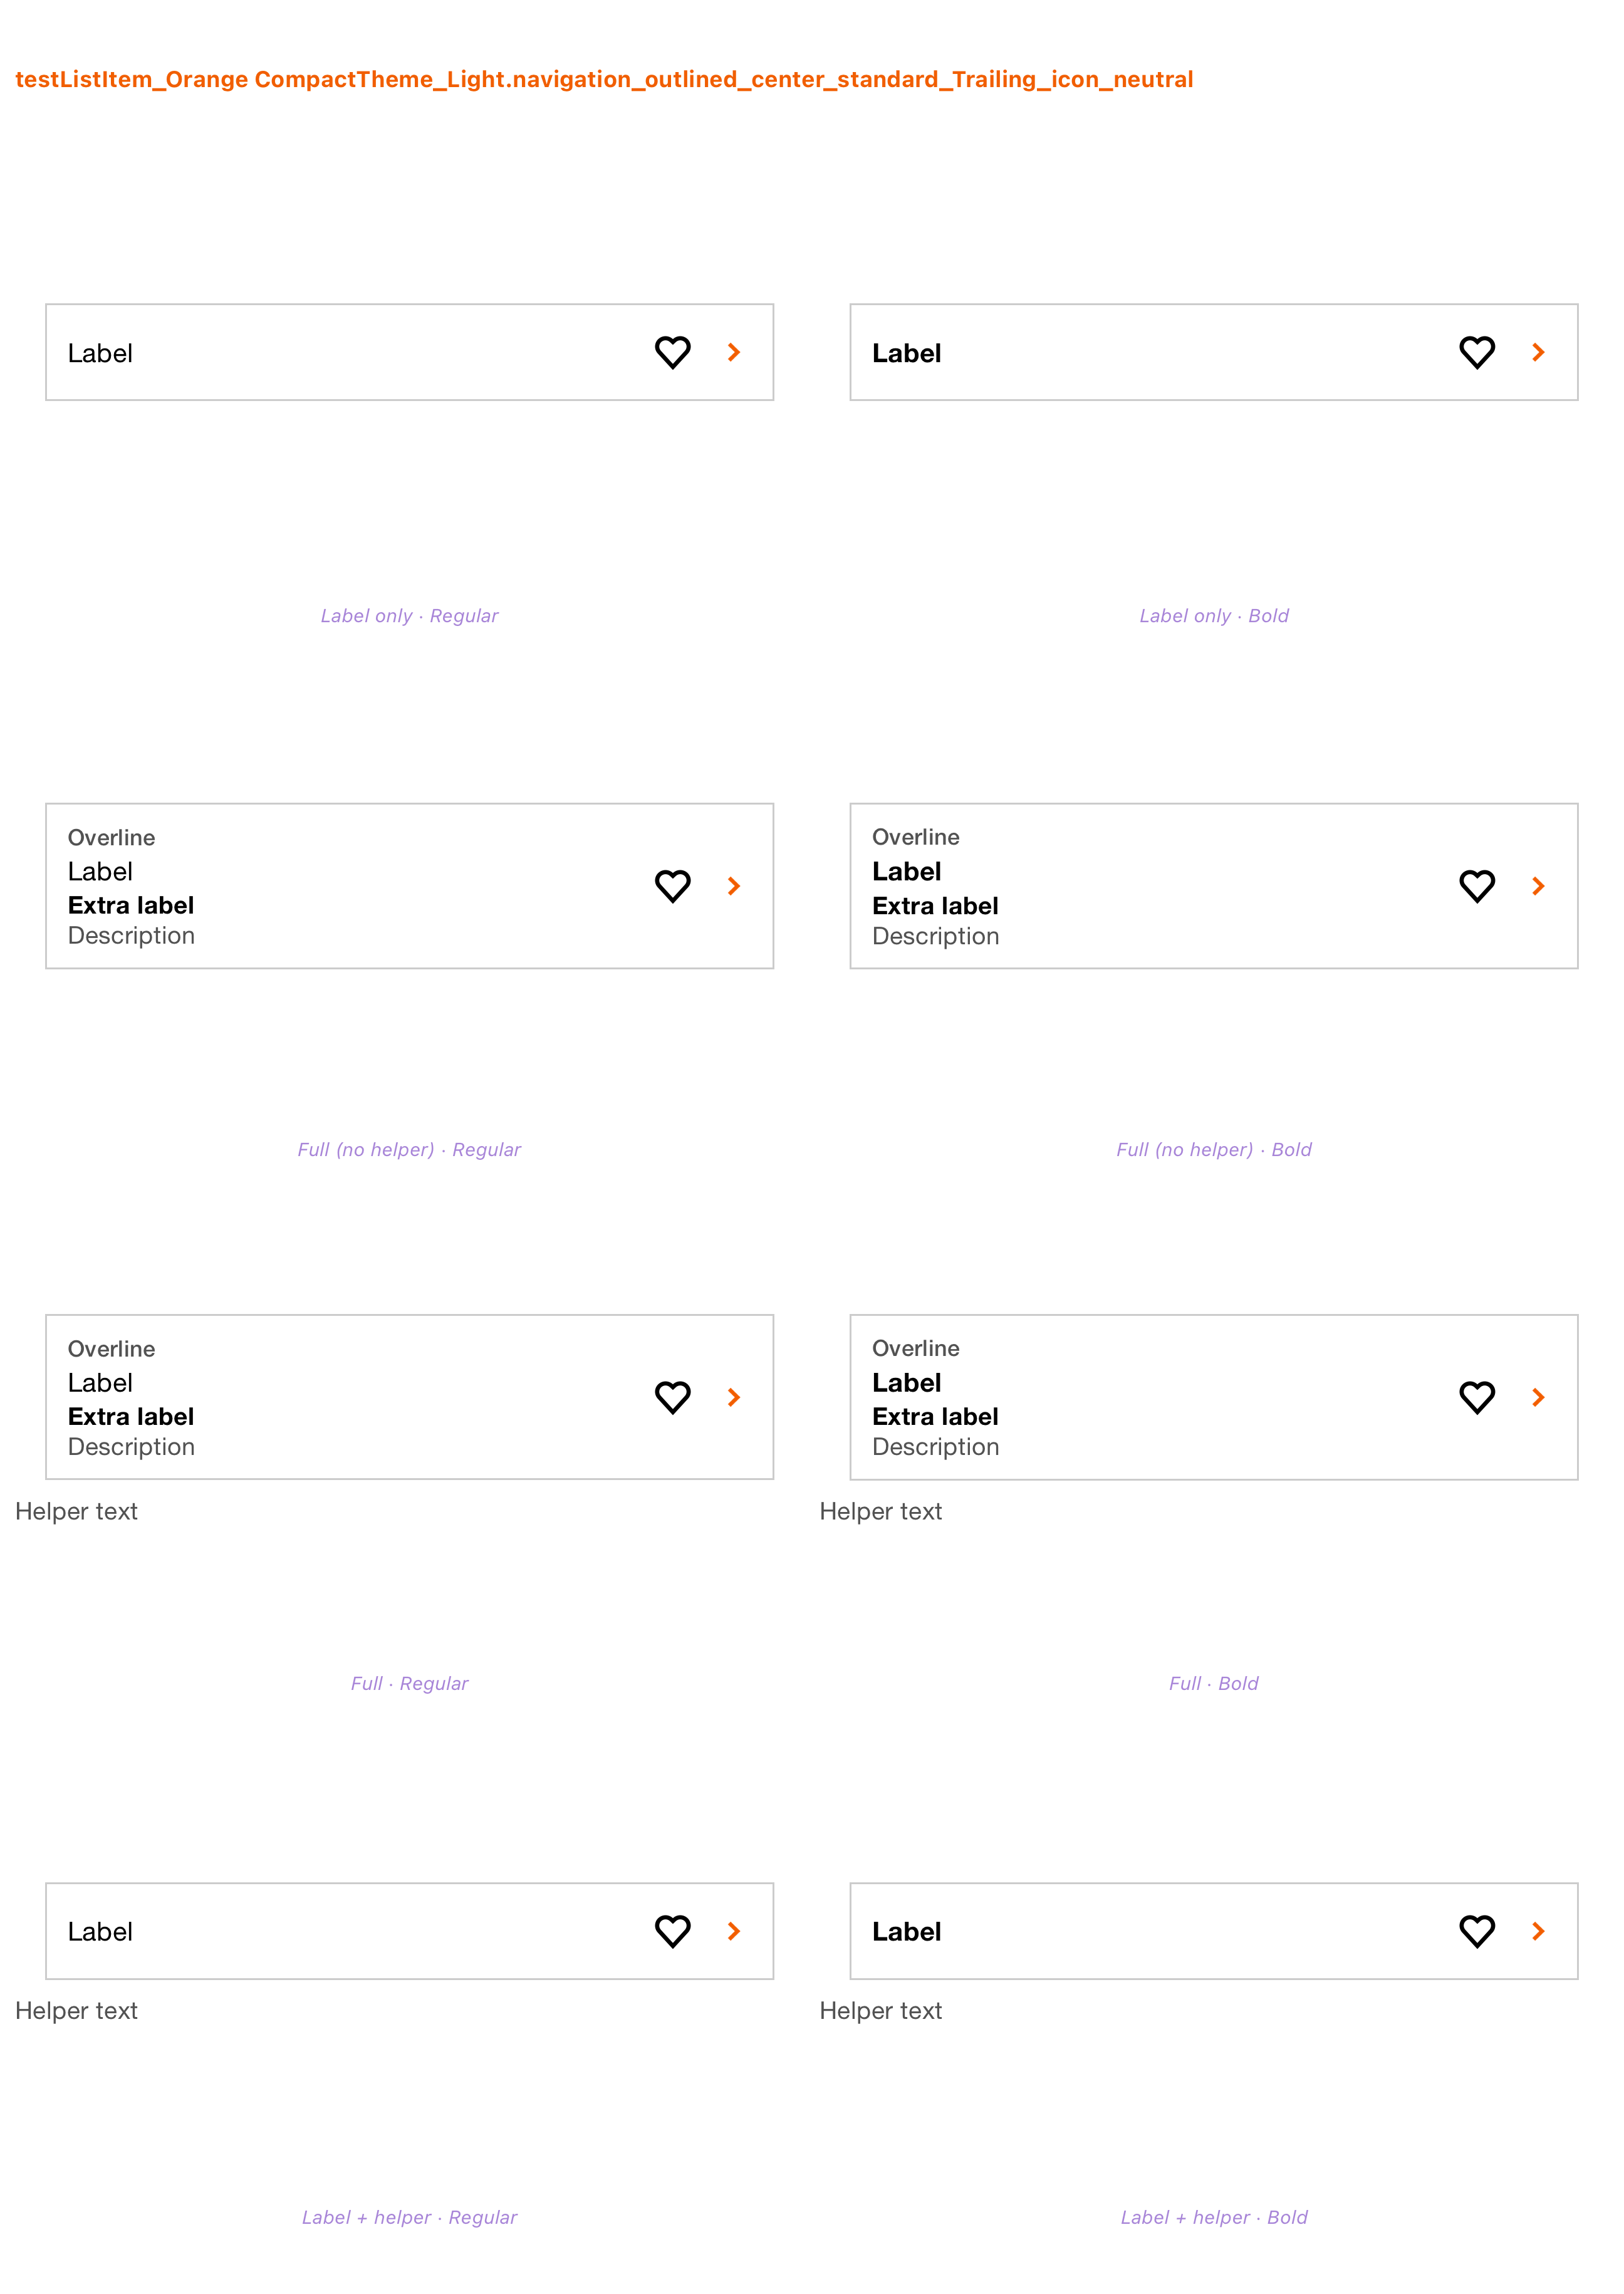 testListItem_Orange CompactTheme_Light.navigation_outlined_center_standard_Trailing_icon_neutral
Label
Label
Label only · Regular
Label only · Bold
Overline
Label
Extra label
Description
Overline
Label
Extra label
Description
Full (no helper) · Regular
Full (no helper) · Bold
Overline
Label
Extra label
Description
Helper text
Overline
Label
Extra label
Description
Helper text
Full · Regular
Full · Bold
Label
Helper text
Label
Helper text
Label + helper · Regular
Label + helper · Bold